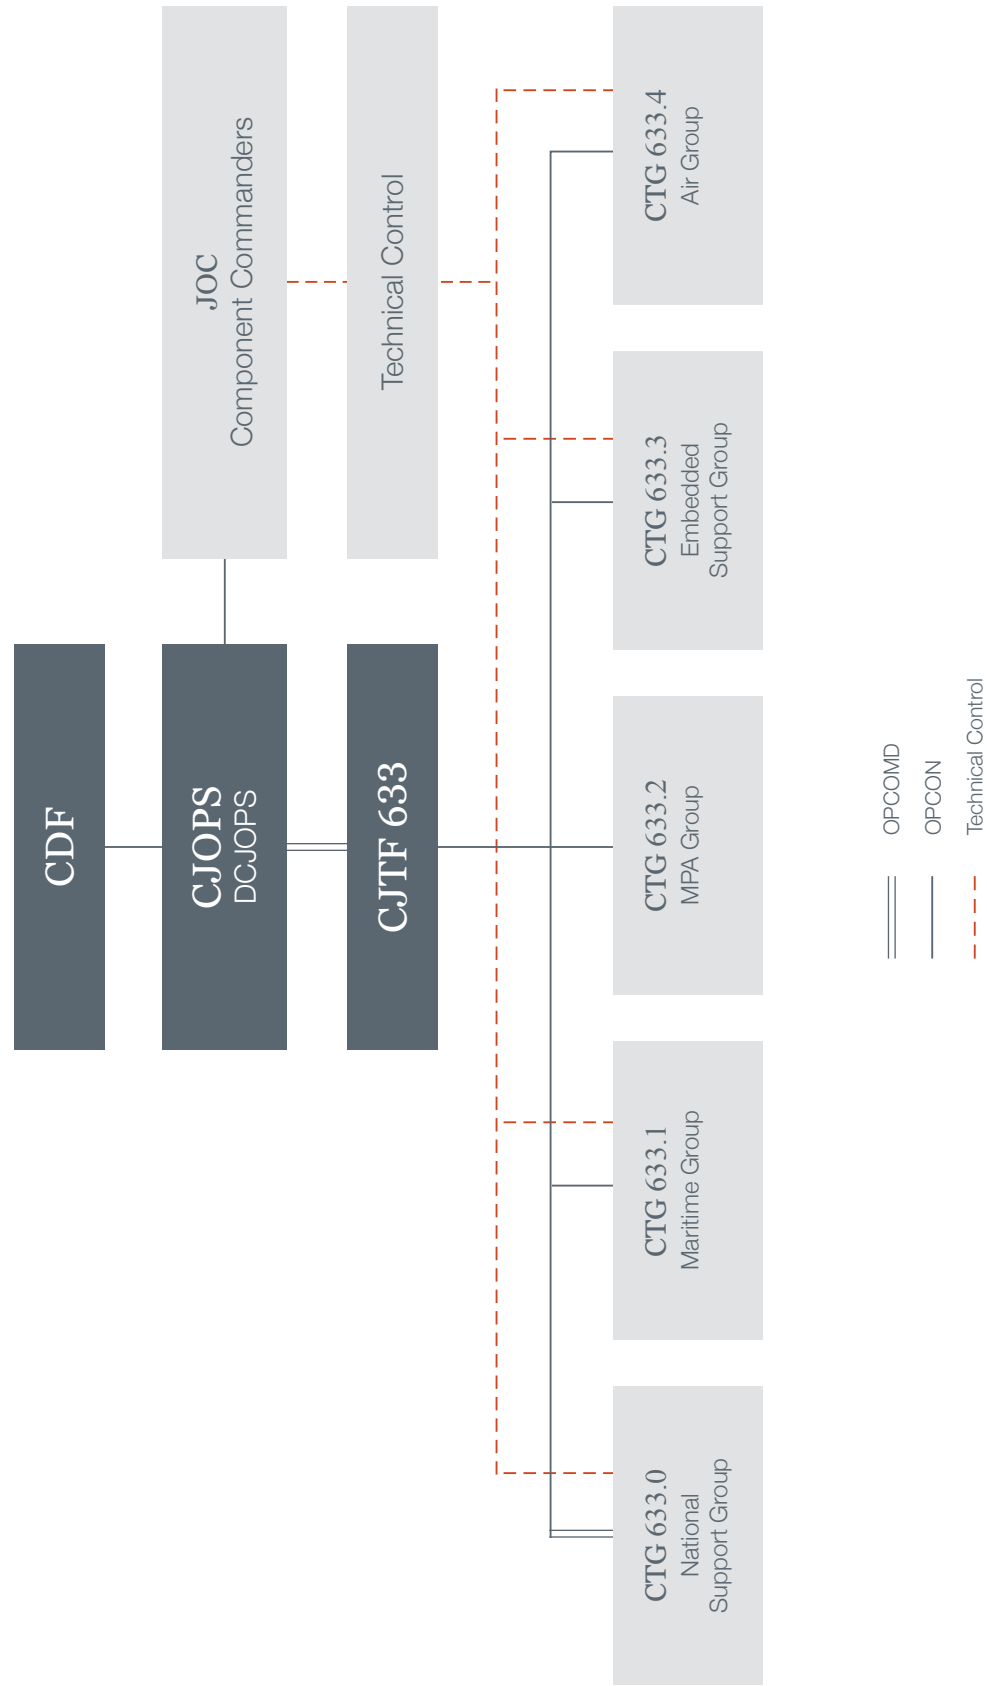 CDF
CJOPS
DCJOPS
JOC
Component Commanders
CJTF 633
Technical Control
CTG 633.0
National
Support Group
CTG 633.1
Maritime Group
CTG 633.2
MPA Group
CTG 633.3
Embedded
Support Group
CTG 633.4
Air Group
OPCOMD
OPCON
Technical Control